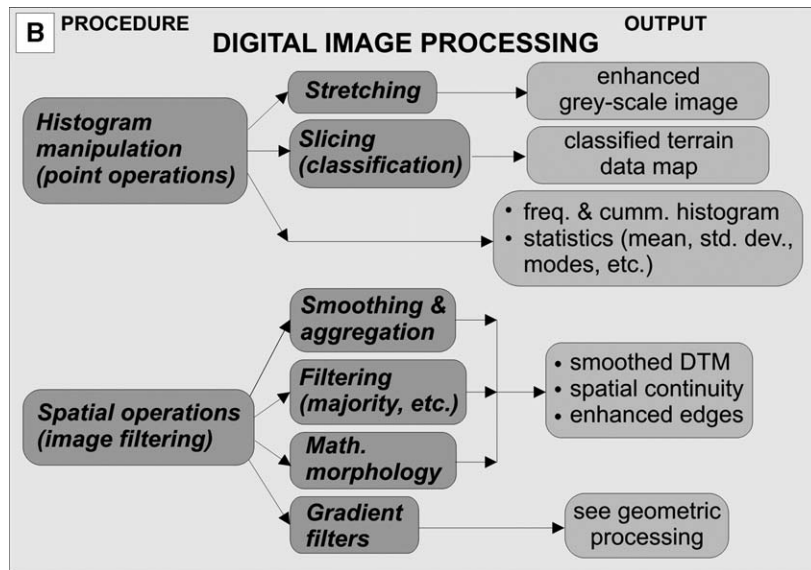 B PROCEDURE
OUTPUT
DIGITAL IMAGE PROCESSING
Histogram
manipulation
(point operations)
Stretching
enhanced
grey-scale image
Slicing
(classification)
classified terrain
data map
• freq. & cumm. histogram
• statistics (mean, std. dev.,
modes, etc.)
Spatial operations
(image filtering)
Smoothing &
aggregation
Filtering
(majority, etc.)
Math.
morphology
• smoothed DTM
• spatial continuity
• enhanced edges
Gradient
filters
see geometric
processing